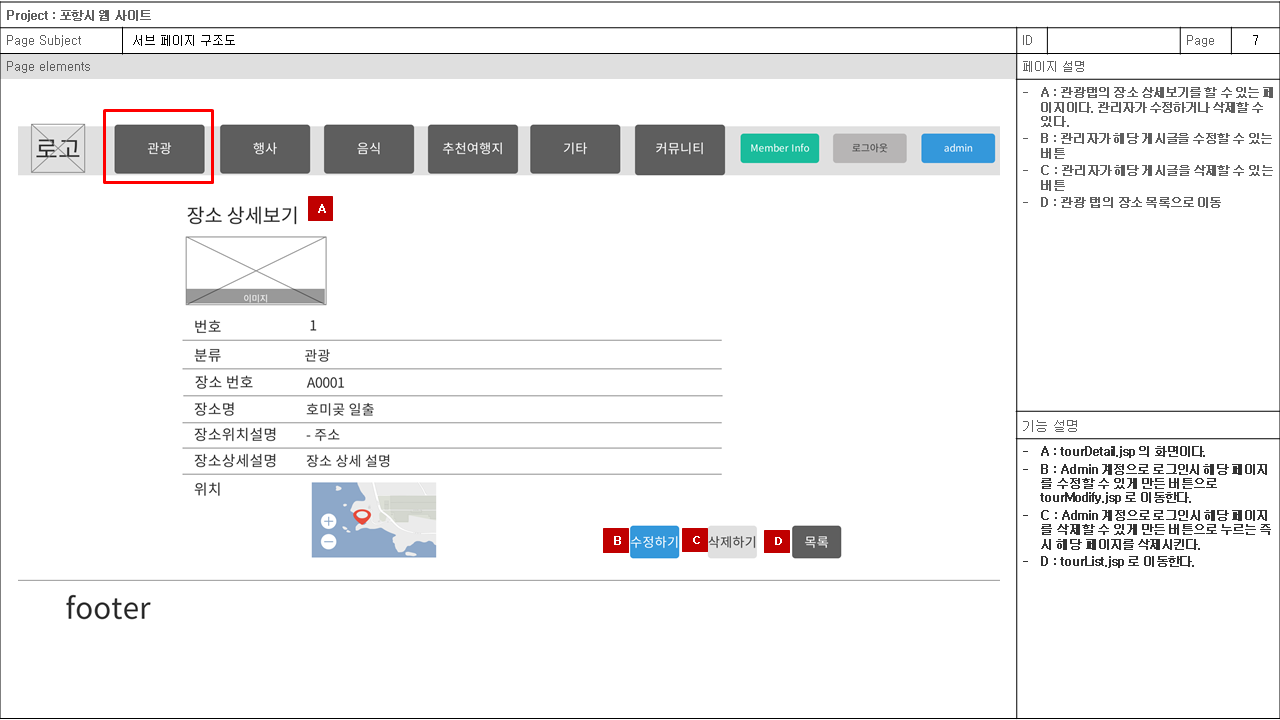 Project : 포항시 웹 사이트
Page Subject
서브 페이지 구조도
ID
Page
7
Page elements
페이지 설명
로고
관광
행사
음식
추천여행지
기타
커뮤니티
Member Info
로그아웃
admin
장소 상세보기
A
이미지
번호 1
분류 관광
장소 번호 A0001
장소명 호미곶 일출
장소위치설명 - 주소
장소상세설명 장소 상세 설명
위치
B
수정하기
C
삭제하기
D
목록
footer
- A : 관광탭의 장소 상세보기를 할 수 있는 페
이지이다. 관리자가 수정하거나 삭제할 수
있다.
- B : 관리자가 해당 게시글을 수정할 수 있는
버튼
- C : 관리자가 해당 게시글을 삭제할 수 있는
버튼
- D : 관광 탭의 장소 목록으로 이동
기능 설명
- A : tourDetail.jsp 의 화면이다.
- B : Admin 계정으로 로그인시 해당 페이지
를 수정할 수 있게 만든 버튼으로
tourModify.jsp 로 이동한다.
- C : Admin 계정으로 로그인시 해당 페이지
를 삭제할 수 있게 만든 버튼으로 누르는 즉
시 해당 페이지를 삭제시킨다.
- D : tourList.jsp 로 이동한다.